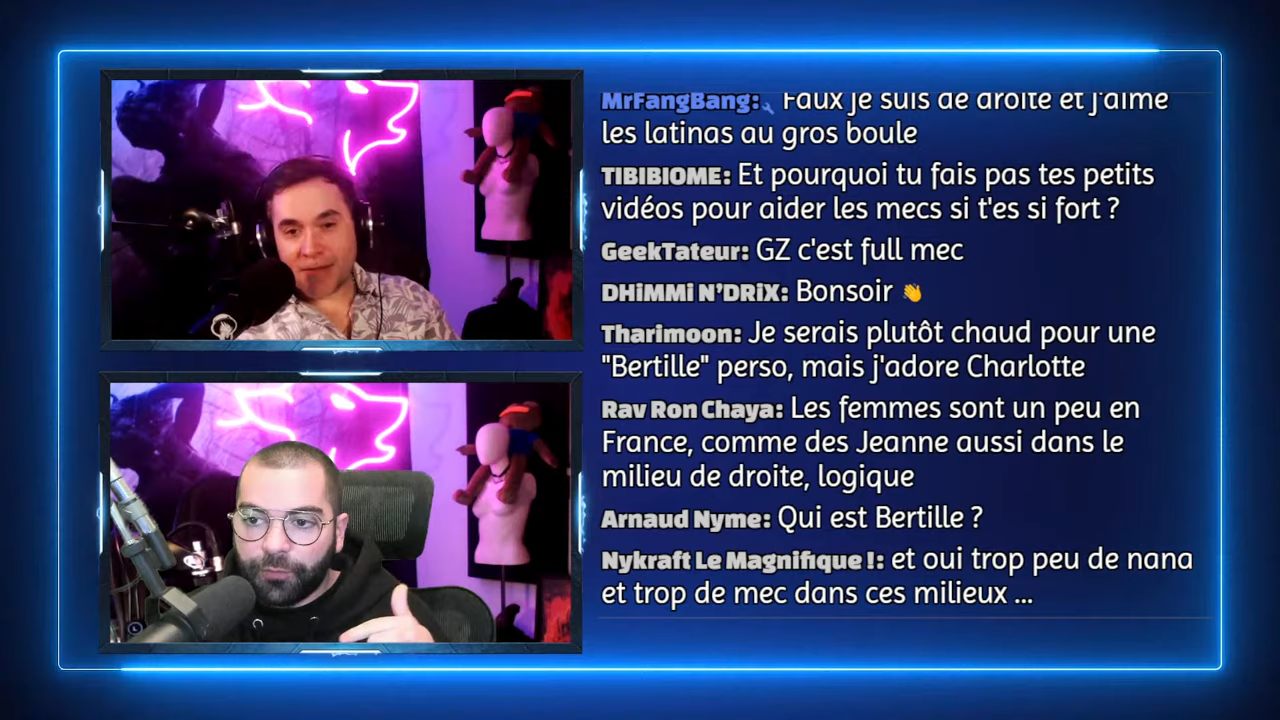 MrFangBang: Faux je suis de droite et j'aime
les latinas au gros boule
TIBIBIOME: Et pourquoi tu fais pas tes petits
vidéos pour aider les mecs si t'es si fort ?
GeekTateur: GZ c'est full mec
DHiMMi N'DRiX: Bonsoir 👋
Tharimoon: Je serais plutôt chaud pour une
"Bertille" perso, mais j'adore Charlotte
Rav Ron Chaya: Les femmes sont un peu en
France, comme des Jeanne aussi dans le
milieu de droite, logique
Arnaud Nyme: Qui est Bertille ?
Nykraft Le Magnifique !: et oui trop peu de nana
et trop de mec dans ces milieux ...